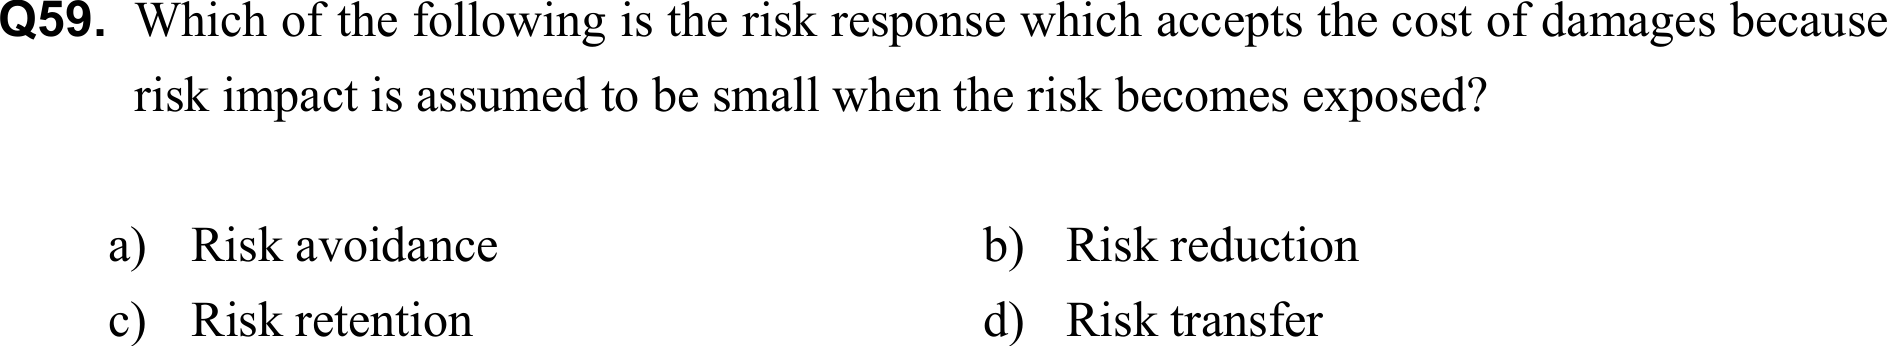 Q59. Which of the following is the risk response which accepts the cost of damages because
risk impact is assumed to be small when the risk becomes exposed?
a) Risk avoidance b) Risk reduction
c) Risk retention d) Risk transfer